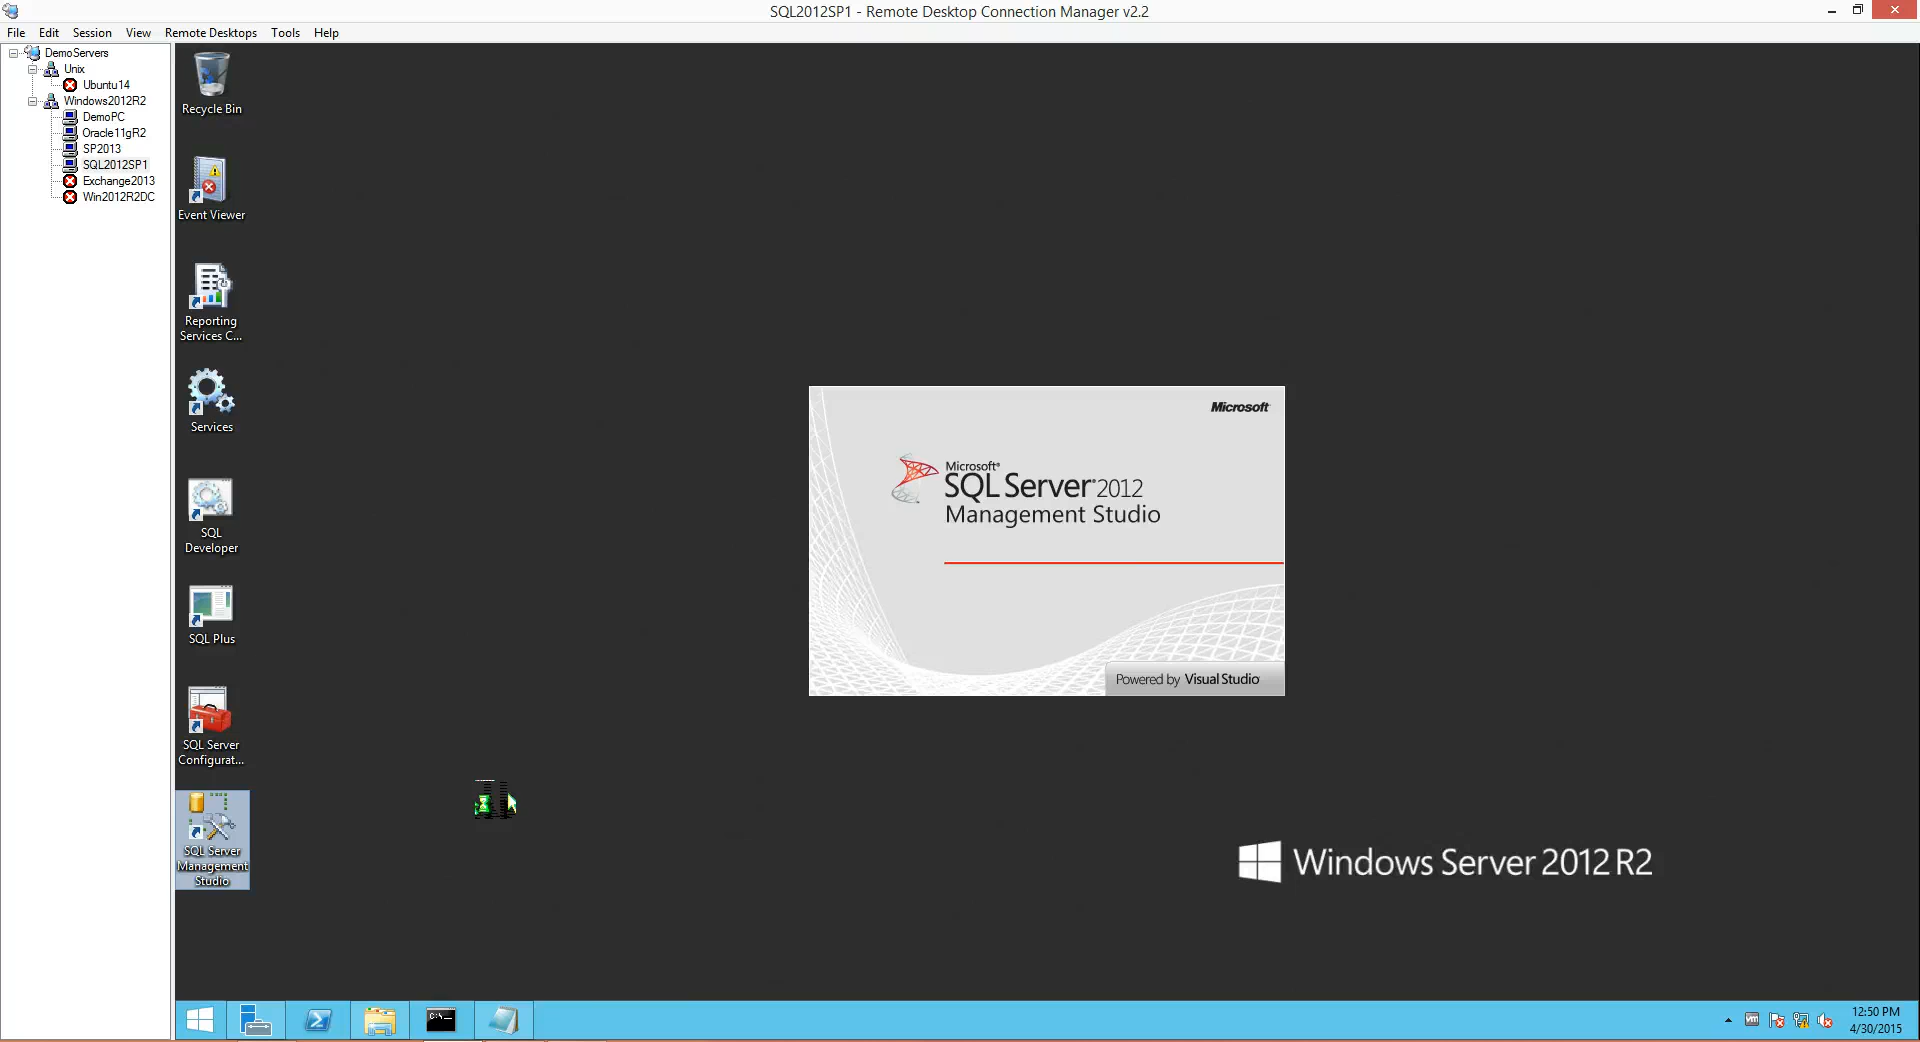 SQL2012SP1 - Remote Desktop Connection Manager v2.2
File Edit Session View Remote Desktops Tools Help
DemoServers
Unix
Ubuntu14
Windows2012R2
DemoPC
Oracle11gR2
SP2013
SQL2012SP1
Exchange2013
Win2012R2DC
Recycle Bin
Event Viewer
Reporting
Services C...
Services
SQL
Developer
SQL Plus
SQL Server
Configurat...
SQL Server
Management
Studio
Microsoft
Microsoft®
SQL Server® 2012
Management Studio
Powered by Visual Studio
Windows Server 2012 R2
C:\_
vm
12:50 PM
4/30/2015